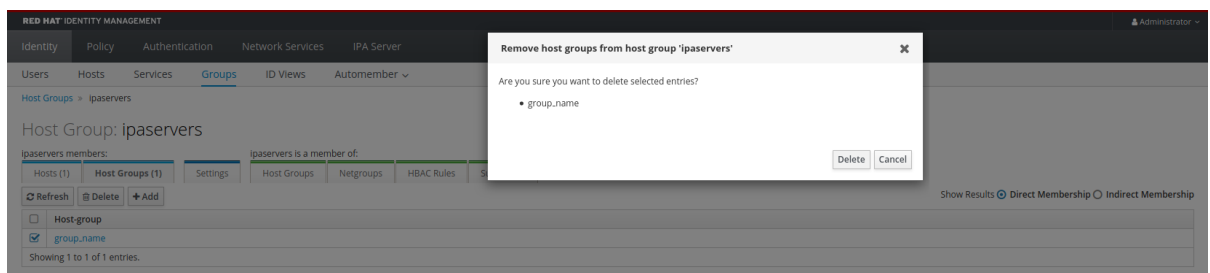 RED HAT IDENTITY MANAGEMENT
Administrator
Identity Policy Authentication Network Services IPA Server
Remove host groups from host group 'ipaservers'
Users Hosts Services Groups ID Views Automember
Are you sure you want to delete selected entries?
Host Groups » ipaservers
group_name
Host Group: ipaservers
ipaservers members: ipaservers is a member of:
Delete Cancel
Hosts (1) Host Groups (1) Settings Host Groups Netgroups HBAC Rules
Refresh Delete Add
Show Results Direct Membership Indirect Membership
Host-group
group_name
Showing 1 to 1 of 1 entries.